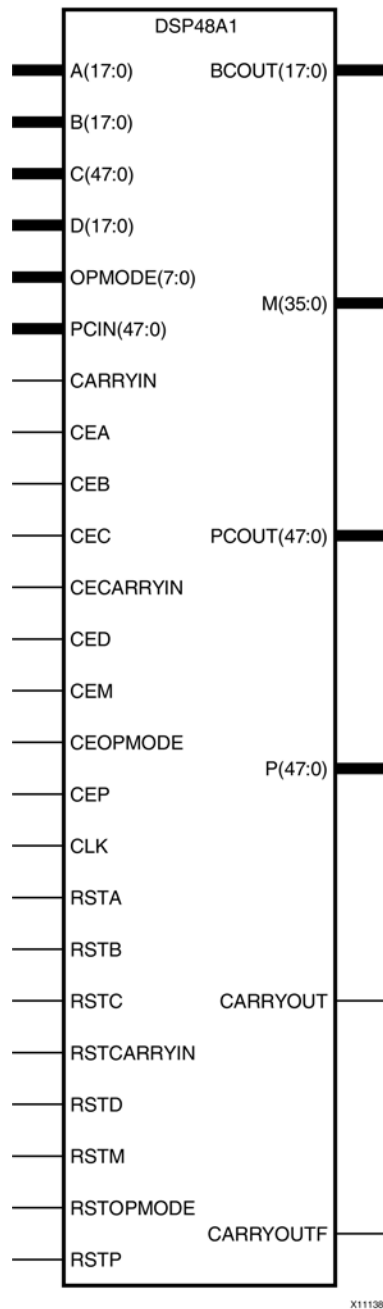 DSP48A1
A(17:0)
BCOUT(17:0)
B(17:0)
C(47:0)
D(17:0)
OPMODE(7:0)
M(35:0)
PCIN(47:0)
CARRYIN
CEA
CEB
CEC
PCOUT(47:0)
CECARRYIN
CED
CEM
CEOPMODE
P(47:0)
CEP
CLK
RSTA
RSTB
RSTC
CARRYOUT
RSTCARRYIN
RSTD
RSTM
RSTOPMODE
CARRYOUTF
RSTP
X11138